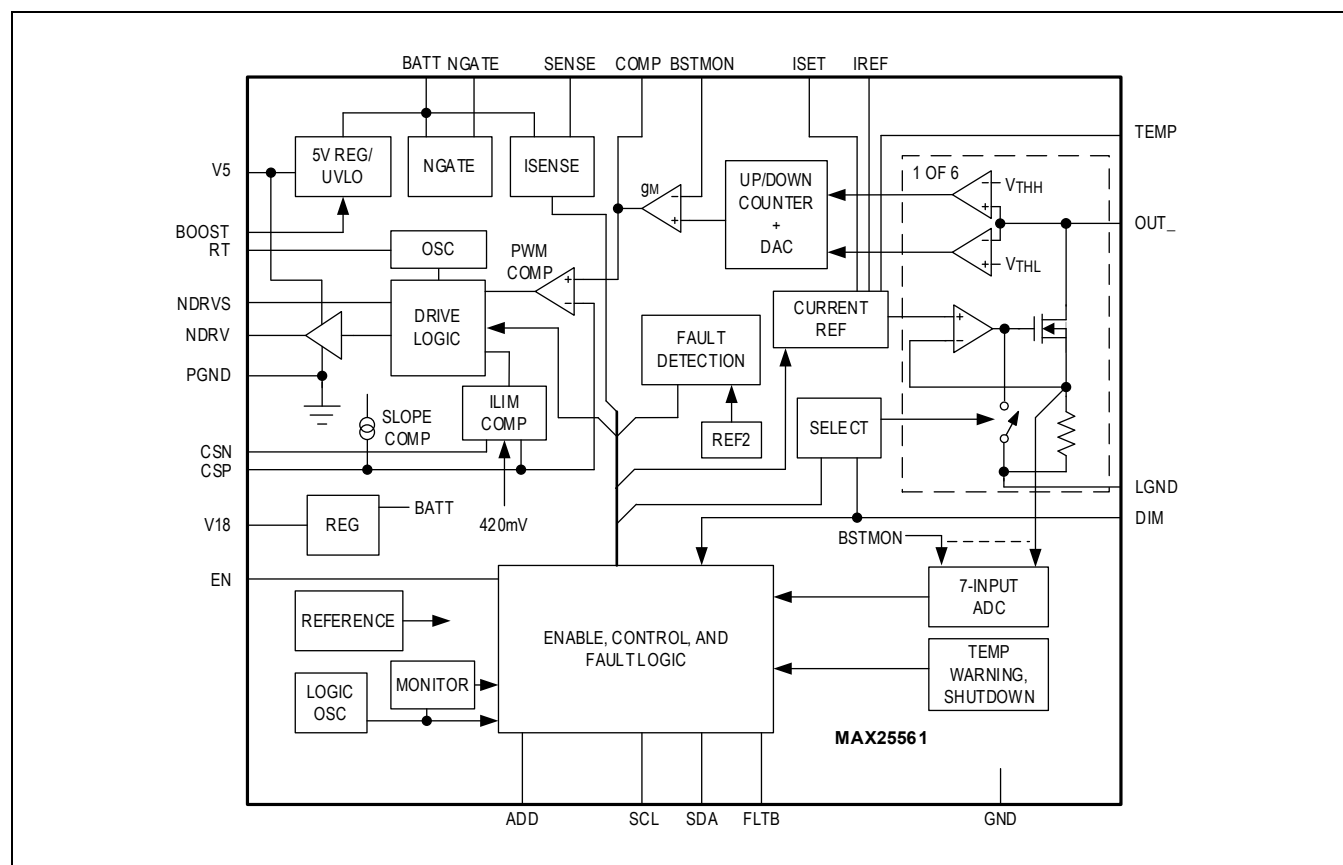 BATT NGATE SENSE COMP BSTMON ISET IREF
TEMP
V5
5V REG/
UVLO
NGATE
ISENSE
gM
-
+
UP/DOWN
COUNTER
+
DAC
1 OF 6
-
+
VTHH
OUT_
-
+
VTHL
BOOST
RT
OSC
PWM
COMP
+
-
NDRVS
NDRV
DRIVE
LOGIC
CURRENT
REF
+
-
FAULT
DETECTION
PGND
SLOPE
COMP
ILIM
COMP
REF2
SELECT
CSN
CSP
LGND
V18
REG
BATT
420mV
DIM
BSTMON
EN
7-INPUT
ADC
REFERENCE
ENABLE, CONTROL, AND
FAULT LOGIC
TEMP
WARNING,
SHUTDOWN
MONITOR
LOGIC
OSC
MAX25561
ADD SCL SDA FLTB GND